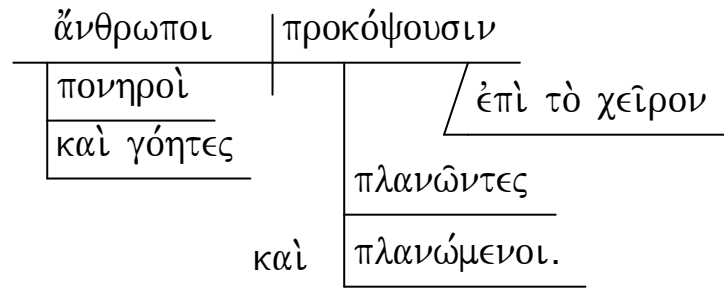 ἄνθρωποι προκόψουσιν
πονηροὶ ἐπὶ τὸ χεῖρον
καὶ γόητες
πλανῶντες
καὶ πλανώμενοι.